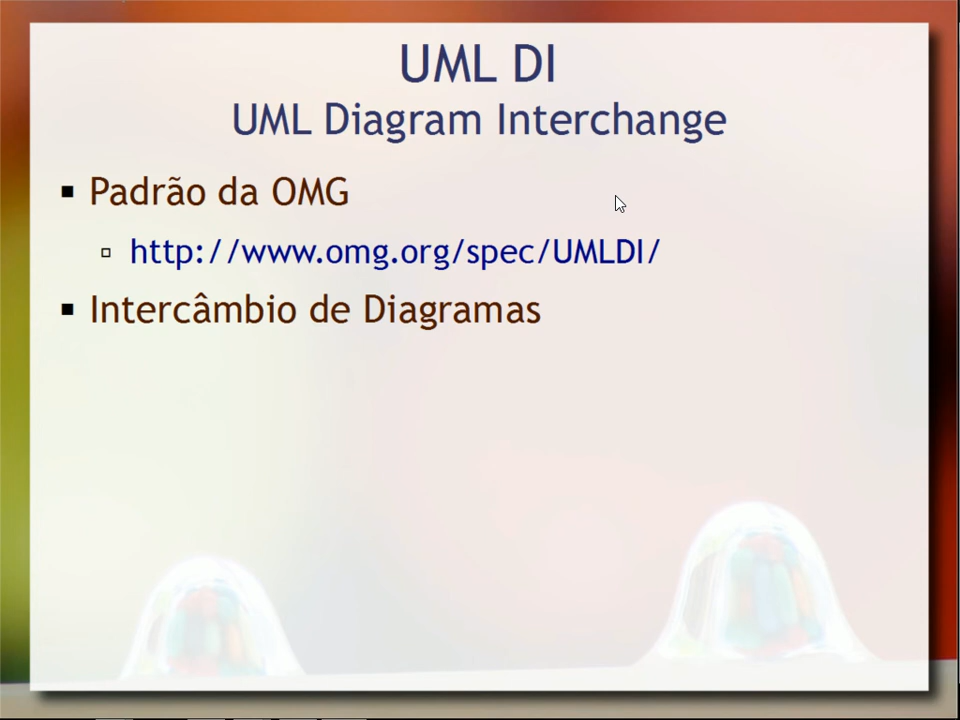 UML DI
UML Diagram Interchange
Padrão da OMG
http://www.omg.org/spec/UMLDI/
Intercâmbio de Diagramas